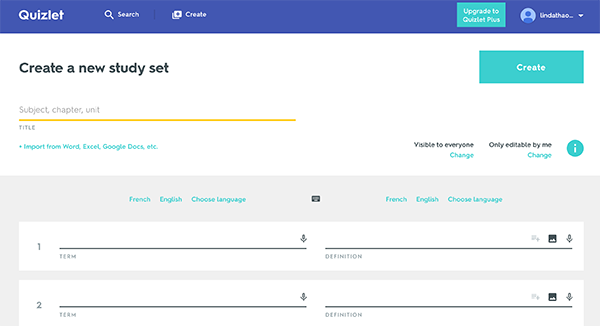 Quizlet
Search
Create
Upgrade to
Quizlet Plus
lindathao...
Create a new study set
Create
Subject, chapter, unit
TITLE
+ Import from Word, Excel, Google Docs, etc.
Visible to everyone
Change
Only editable by me
Change
i
French English Choose language
French English Choose language
1
TERM
DEFINITION
2
TERM
DEFINITION